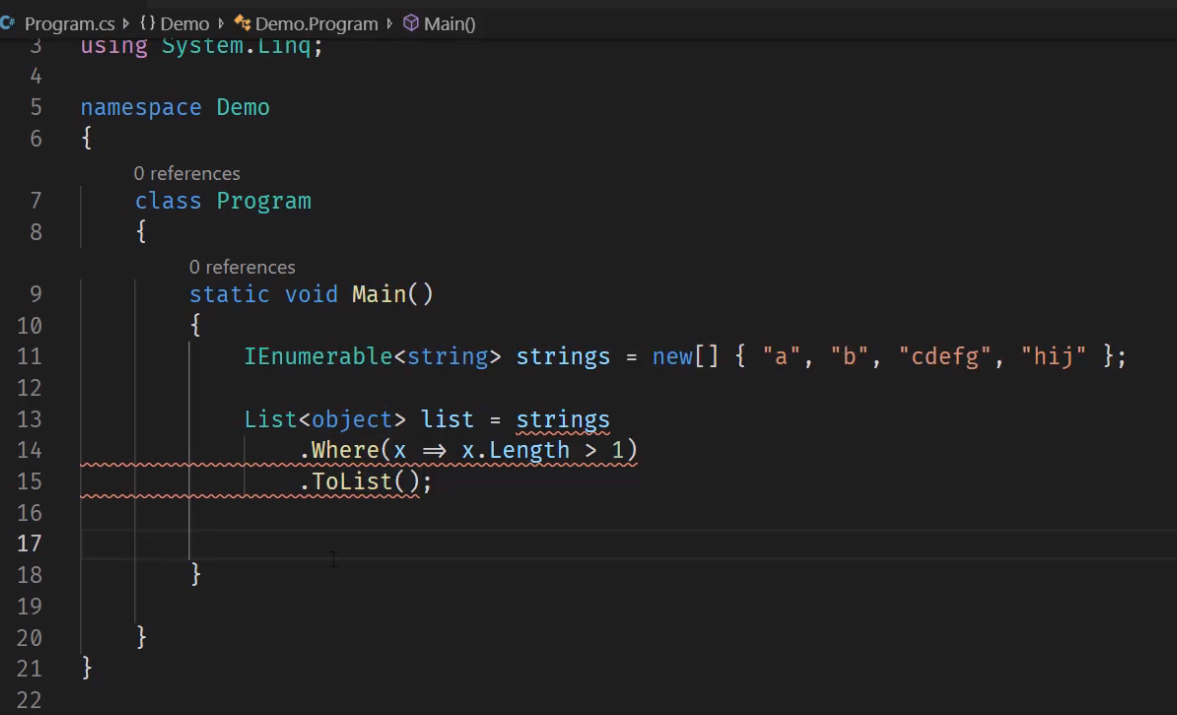 C# Program.cs {} Demo Demo.Program Main()
3 using System.Linq;
4
5 namespace Demo
6 {
0 references
7 class Program
8 {
0 references
9 static void Main()
10 {
11 IEnumerable<string> strings = new[] { "a", "b", "cdefg", "hij" };
12
13 List<object> list = strings
14 .Where(x => x.Length > 1)
15 .ToList();
16
17
18 }
19
20 }
21 }
22